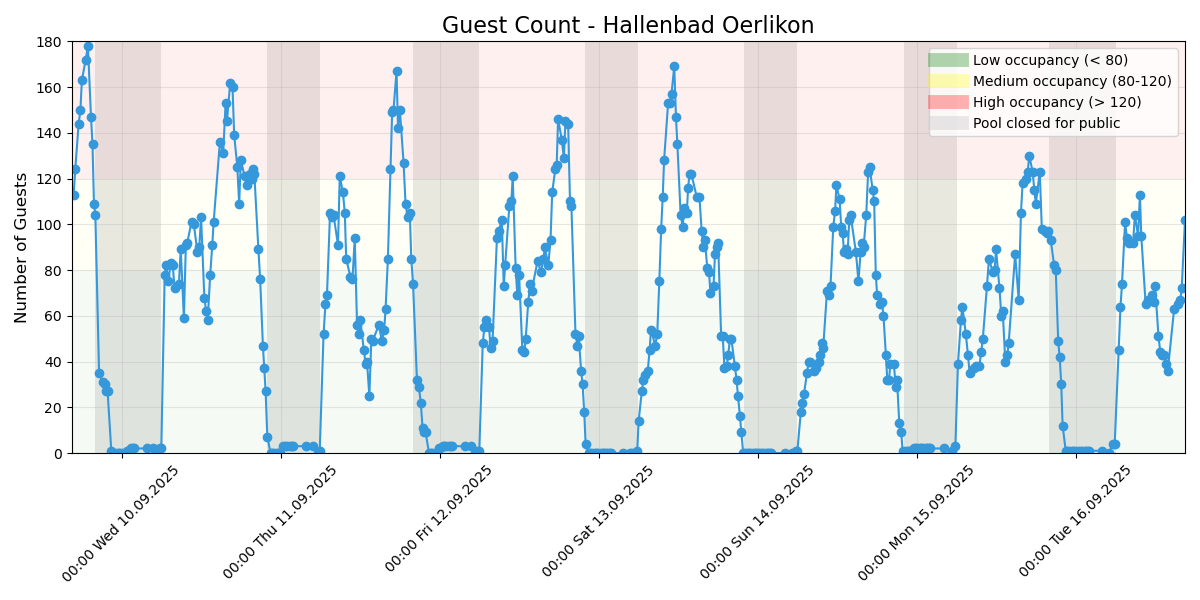 Guest Count - Hallenbad Oerlikon
Number of Guests
180
160
140
120
100
80
60
40
20
0
Low occupancy (< 80)
Medium occupancy (80-120)
High occupancy (> 120)
Pool closed for public
00:00 Wed 10.09.2025
00:00 Thu 11.09.2025
00:00 Fri 12.09.2025
00:00 Sat 13.09.2025
00:00 Sun 14.09.2025
00:00 Mon 15.09.2025
00:00 Tue 16.09.2025